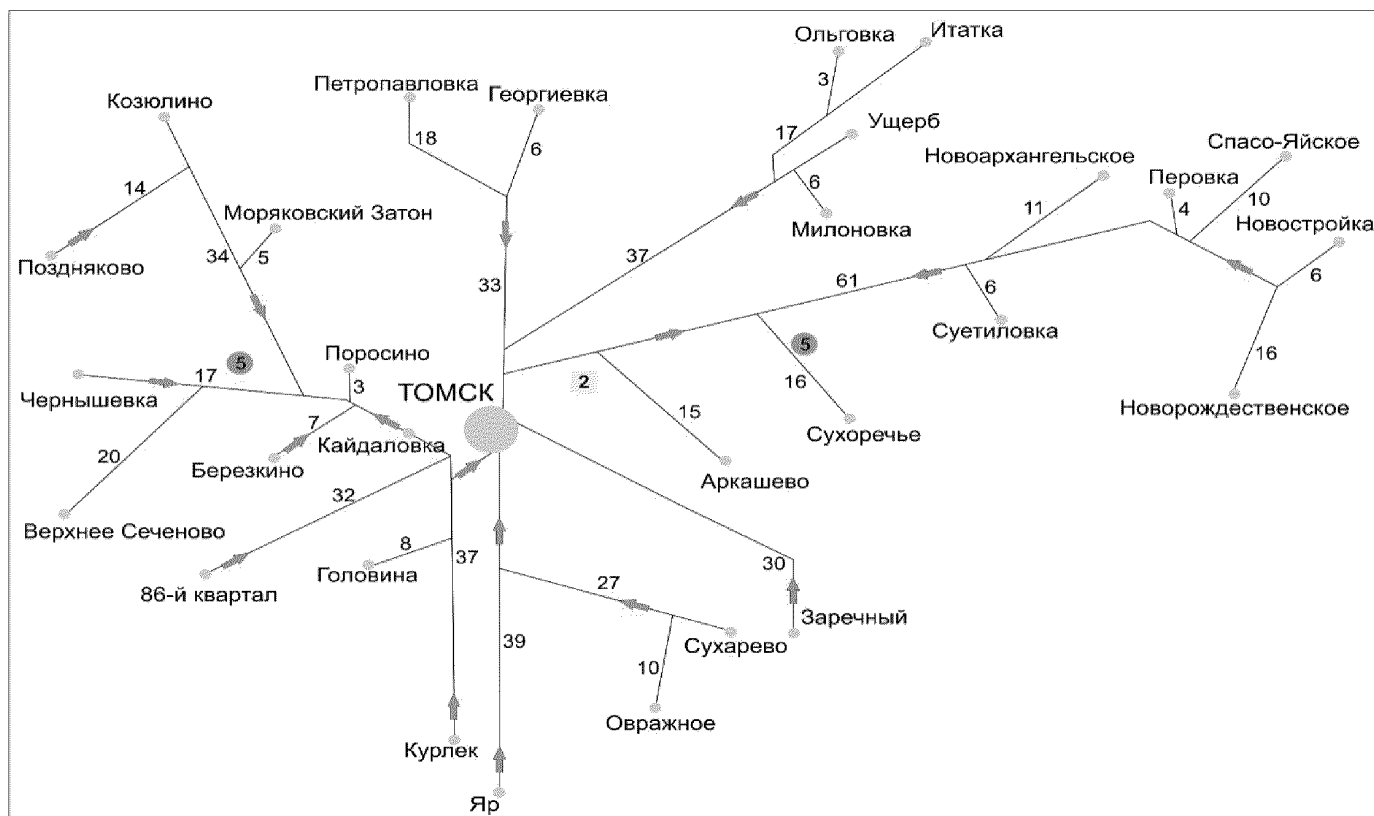 Ольговка
Итатка
Петропавловка
Георгиевка
3
Козюлино
18
6
17
Ущерб
Новоархангельское
Спасо-Яйское
14
Моряковский Затон
6
Милоновка
11
Перовка
4
10
Новостройка
Поздняково
34
5
33
37
61
6
Суетиловка
6
16
5
17
Чернышевка
Поросино
3
ТОМСК
2
5
16
15
Новорождественское
7
Кайдаловка
Сухоречье
20
Березкино
Аркашево
Верхнее Сеченово
32
8
37
30
86-й квартал
Головина
27
Заречный
39
Сухарево
10
Овражное
Курлек
Яр